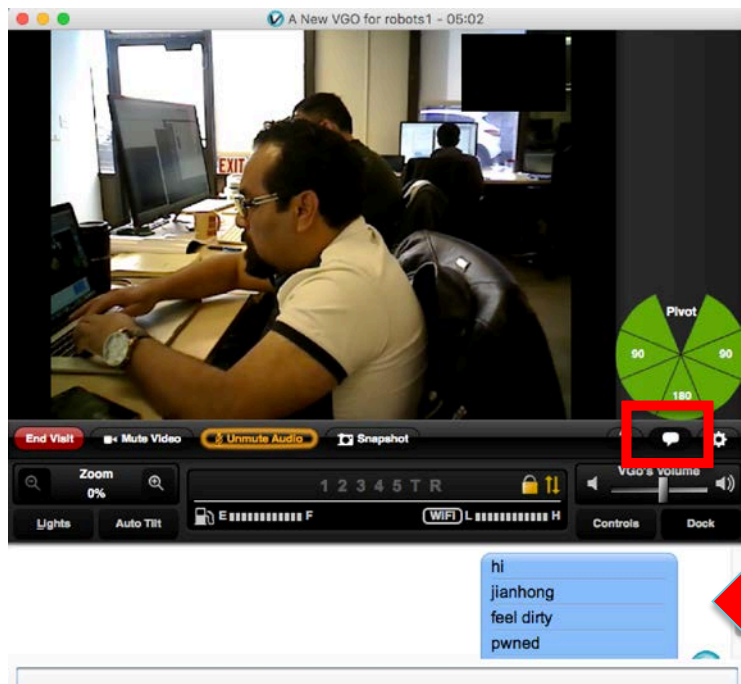 A New VGO for robots1 - 05:02
EXIT
Pivot
90 90
180
End Visit Mute Video Unmute Audio Snapshot
Zoom
0%
1 2 3 4 5 T R
VGo's Volume
E F WiFi L H
Lights Auto Tilt Controls Dock
hi
jianhong
feel dirty
pwned